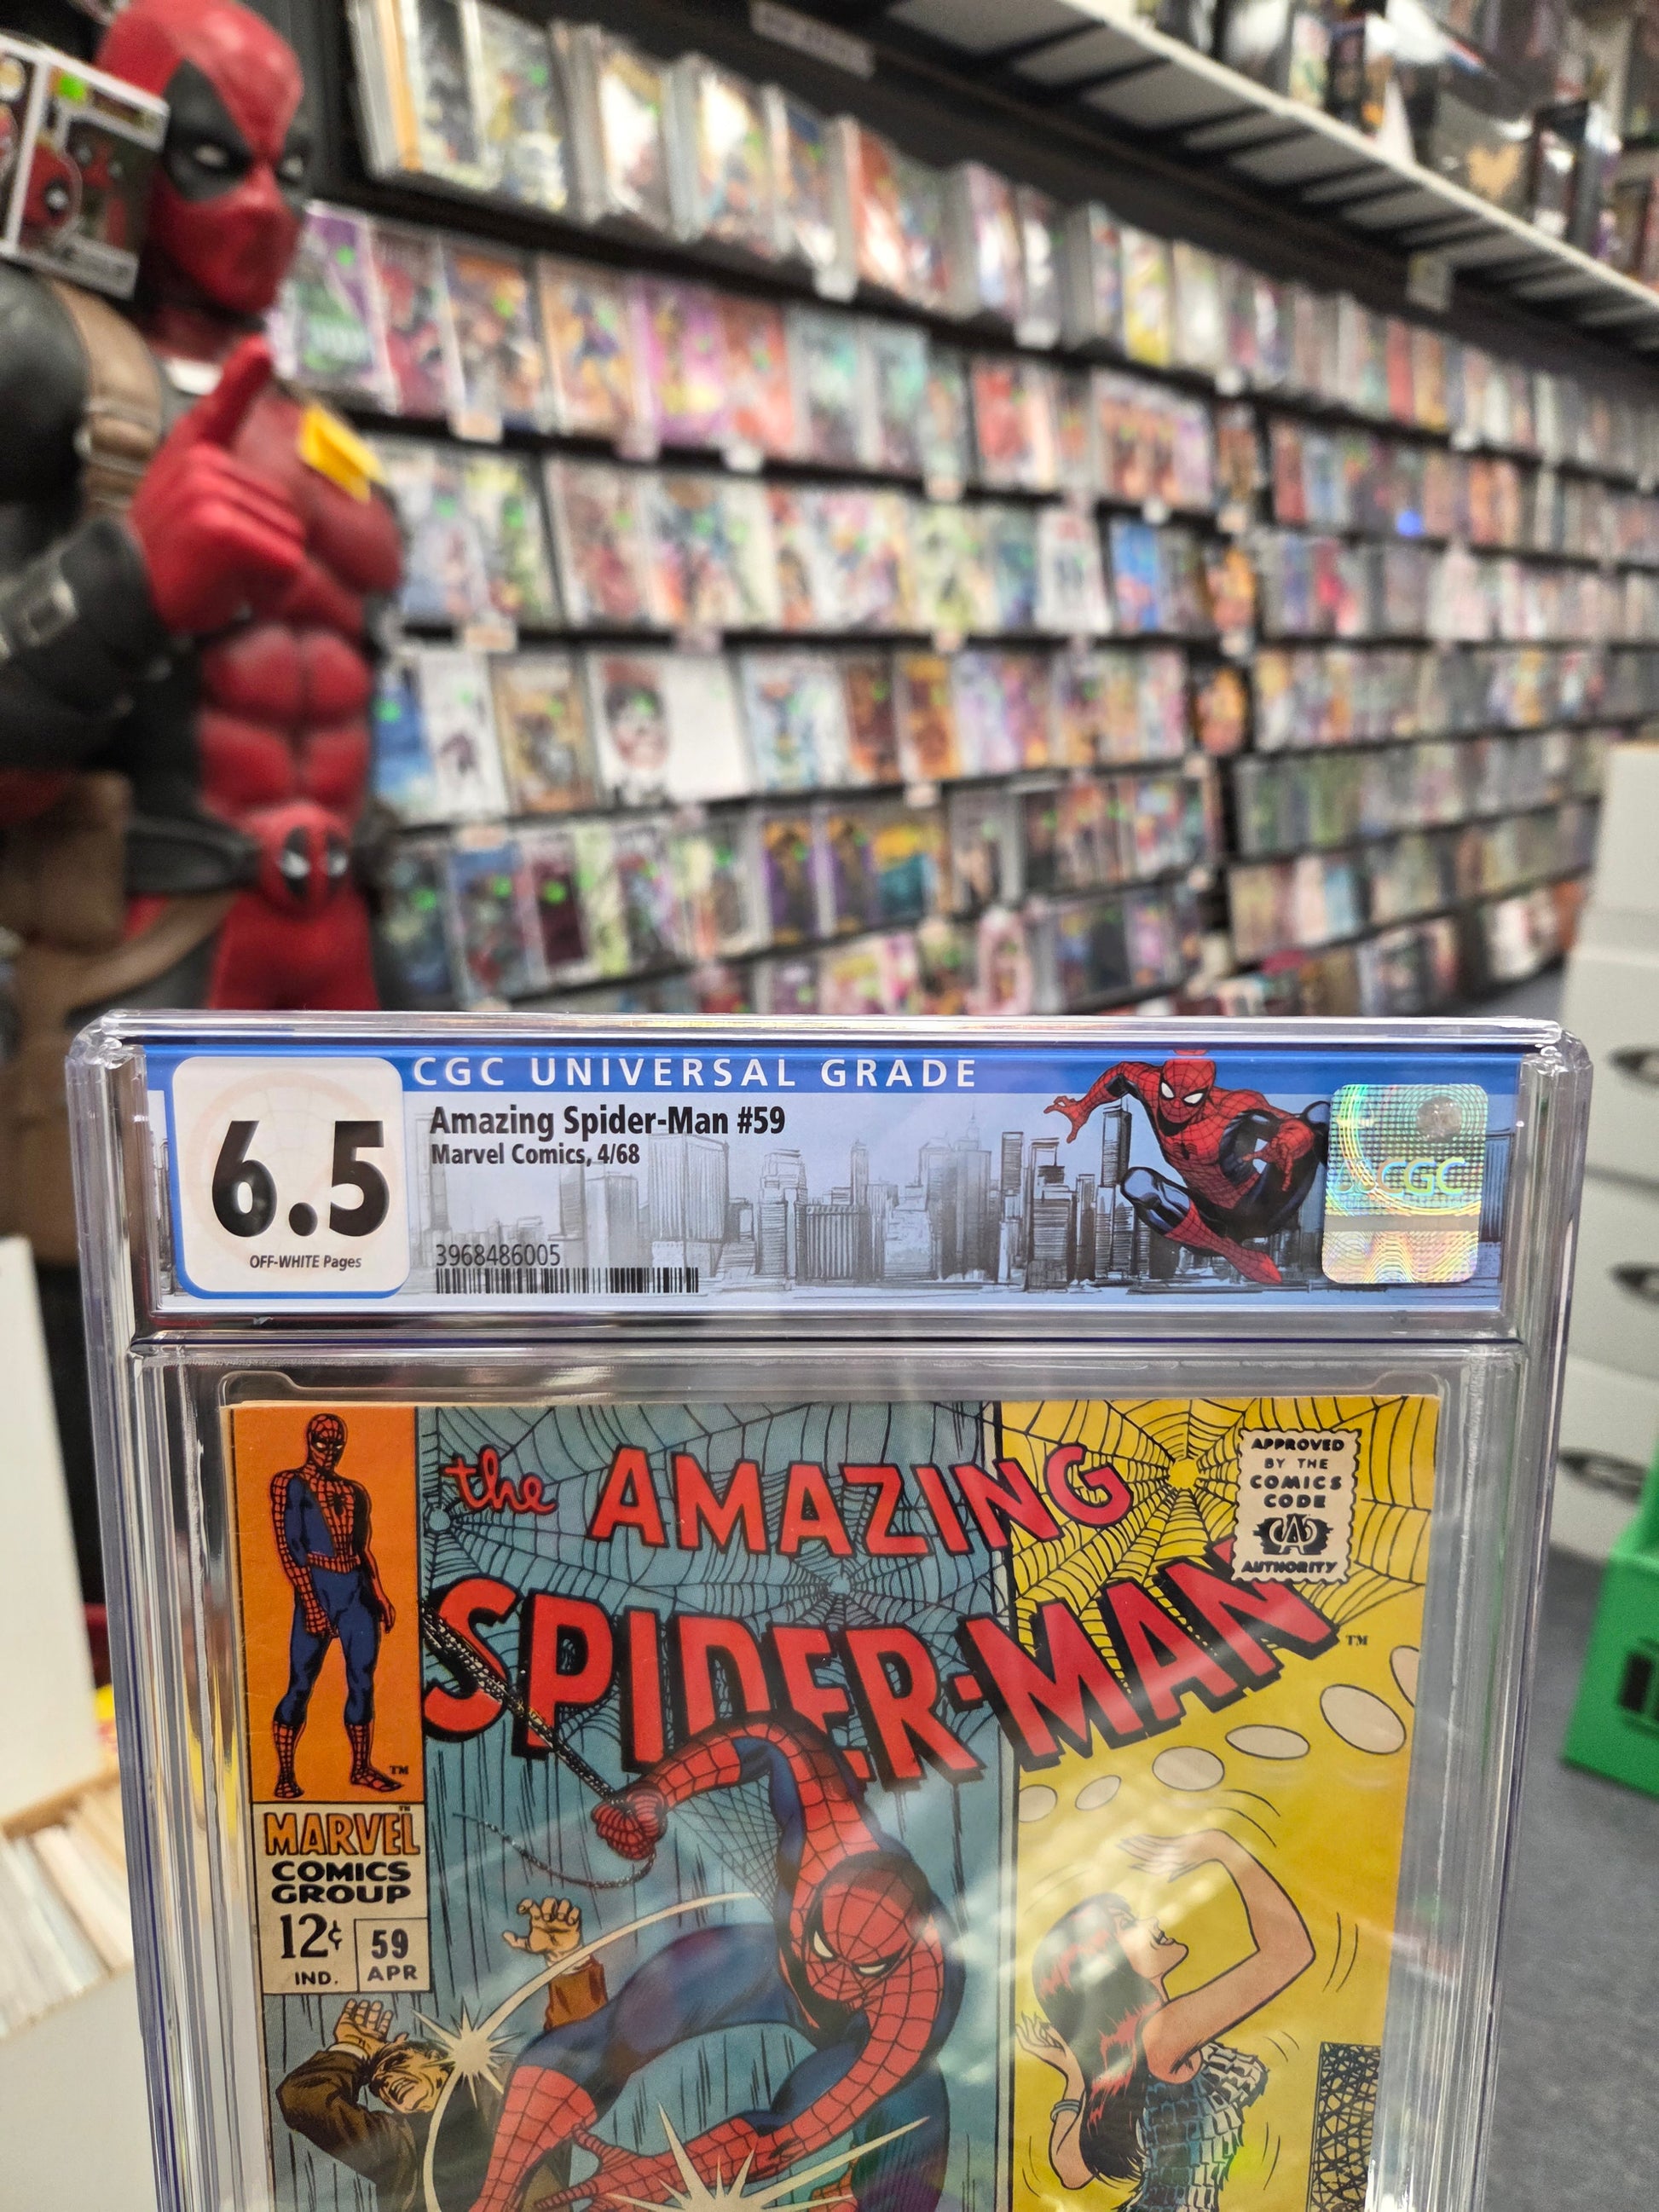 CGC UNIVERSAL GRADE
6.5
OFF-WHITE Pages
Amazing Spider-Man #59
Marvel Comics, 4/68
3968486005
CGC
the AMAZING
SPIDER-MAN
TM
APPROVED
BY THE
COMICS
CODE
CA
AUTHORITY
TM
MARVEL
COMICS
GROUP
12¢
IND.
59
APR